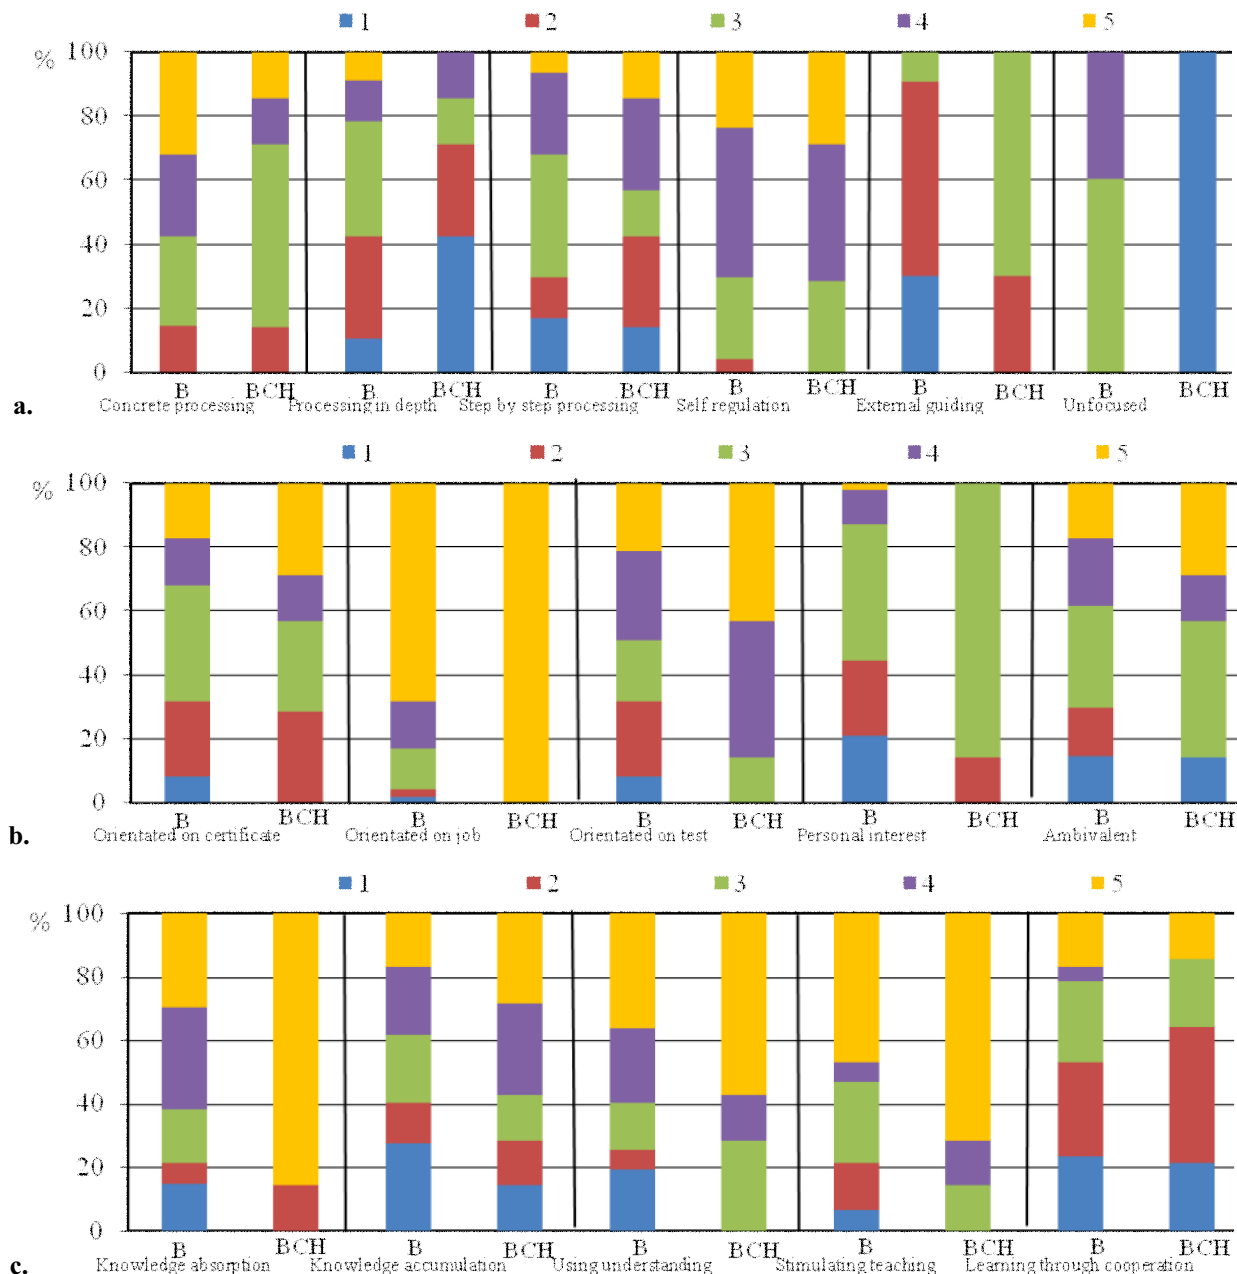 1 2 3 4 5
%
100
80
60
40
20
0
B BCH B BCH B BCH B BCH B BCH B BCH
a. Concrete processing Processing in depth Step by step processing Self regulation External guiding Unfocused
1 2 3 4 5
%
100
80
60
40
20
0
B BCH B BCH B BCH B BCH B BCH
b. Orientated on certificate Orientated on job Orientated on test Personal interest Ambivalent
1 2 3 4 5
%
100
80
60
40
20
0
B BCH B BCH B BCH B BCH B BCH
c. Knowledge absorption Knowledge accumulation Using understanding Stimulating teaching Learning through cooperation